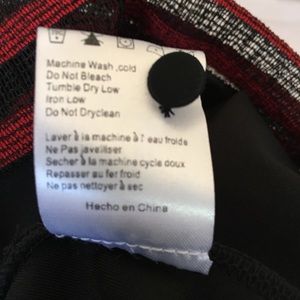 Machine Wash ,cold
Do Not Bleach
Tumble Dry Low
Iron Low
Do Not Dryclean
Laver à la machine à l' eau froide
Ne Pas javelliser
Secher à la machine cycle doux
Repasser au fer froid
Ne pas nettoyer à sec
Hecho en China